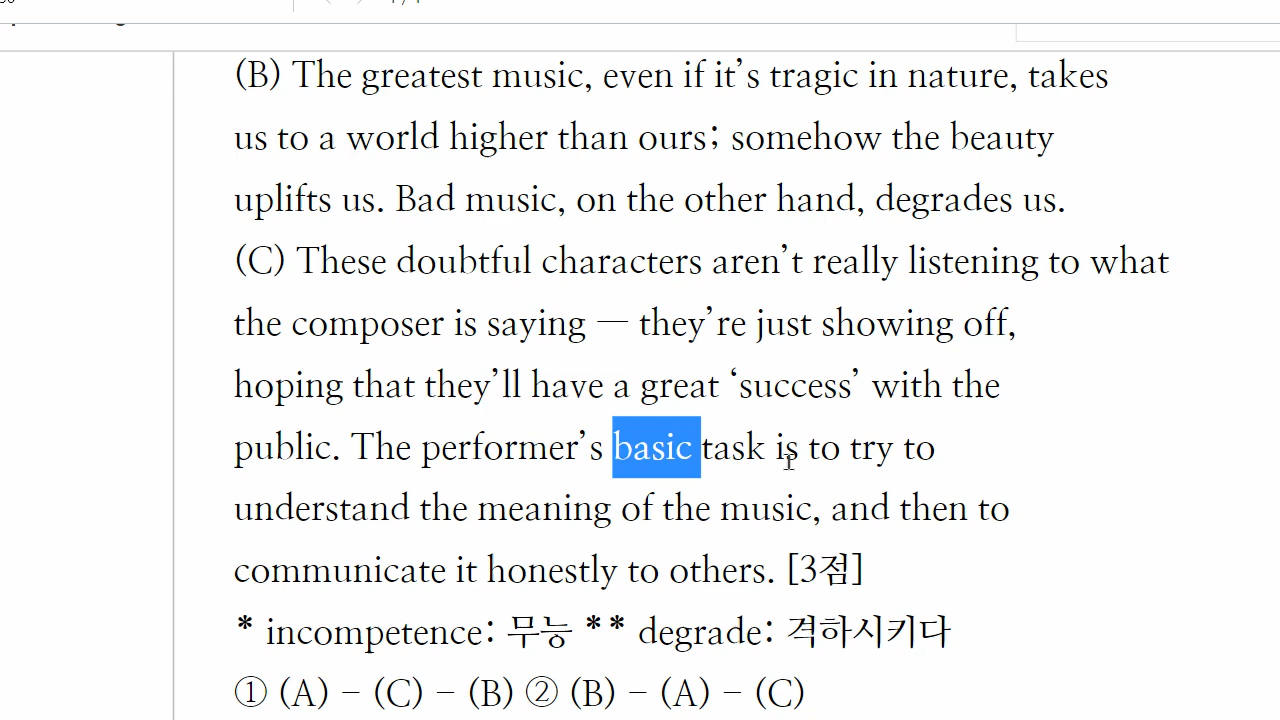 (B) The greatest music, even if it’s tragic in nature, takes
us to a world higher than ours; somehow the beauty
uplifts us. Bad music, on the other hand, degrades us.
(C) These doubtful characters aren’t really listening to what
the composer is saying — they’re just showing off,
hoping that they’ll have a great ‘success’ with the
public. The performer’s basic task is to try to
understand the meaning of the music, and then to
communicate it honestly to others. [3점]
* incompetence: 무능 ** degrade: 격하시키다
① (A) – (C) – (B) ② (B) – (A) – (C)